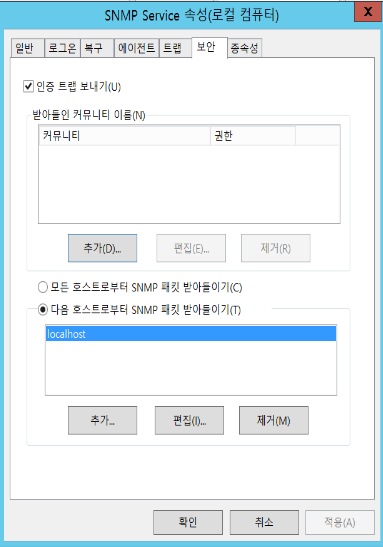 SNMP Service 속성(로컬 컴퓨터)
x
일반 로그온 복구 에이전트 트랩 보안 종속성
인증 트랩 보내기(U)
받아들인 커뮤니티 이름(N)
커뮤니티 권한
추가(D)... 편집(E)... 제거(R)
모든 호스트로부터 SNMP 패킷 받아들이기(C)
다음 호스트로부터 SNMP 패킷 받아들이기(T)
localhost
추가... 편집(I)... 제거(M)
확인 취소 적용(A)